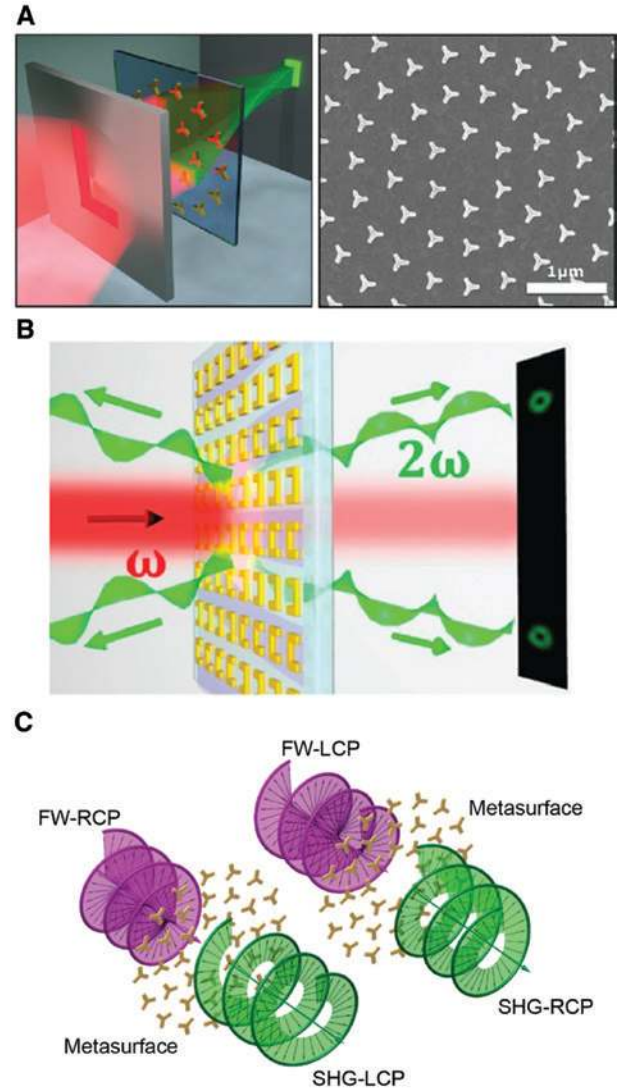 A
1μm
B
2ω
ω
C
FW-LCP
FW-RCP
Metasurface
SHG-RCP
Metasurface
SHG-LCP